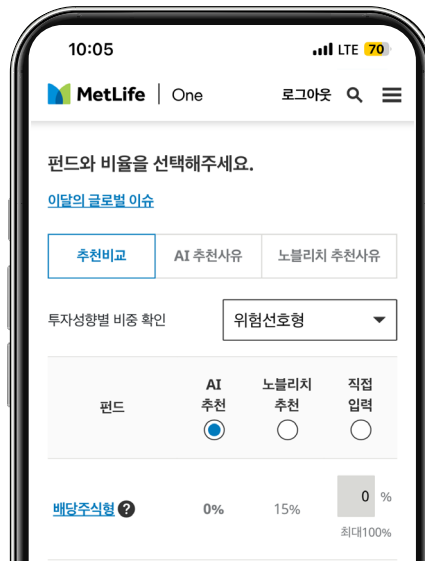 10:05 LTE 70
MetLife One 로그아웃
펀드와 비율을 선택해주세요.
이달의 글로벌 이슈
추천비교 AI 추천사유 노블리치 추천사유
투자성향별 비중 확인 위험선호형
펀드 AI 추천 노블리치 추천 직접 입력
배당주식형 ? 0% 15% 0 %
최대100%